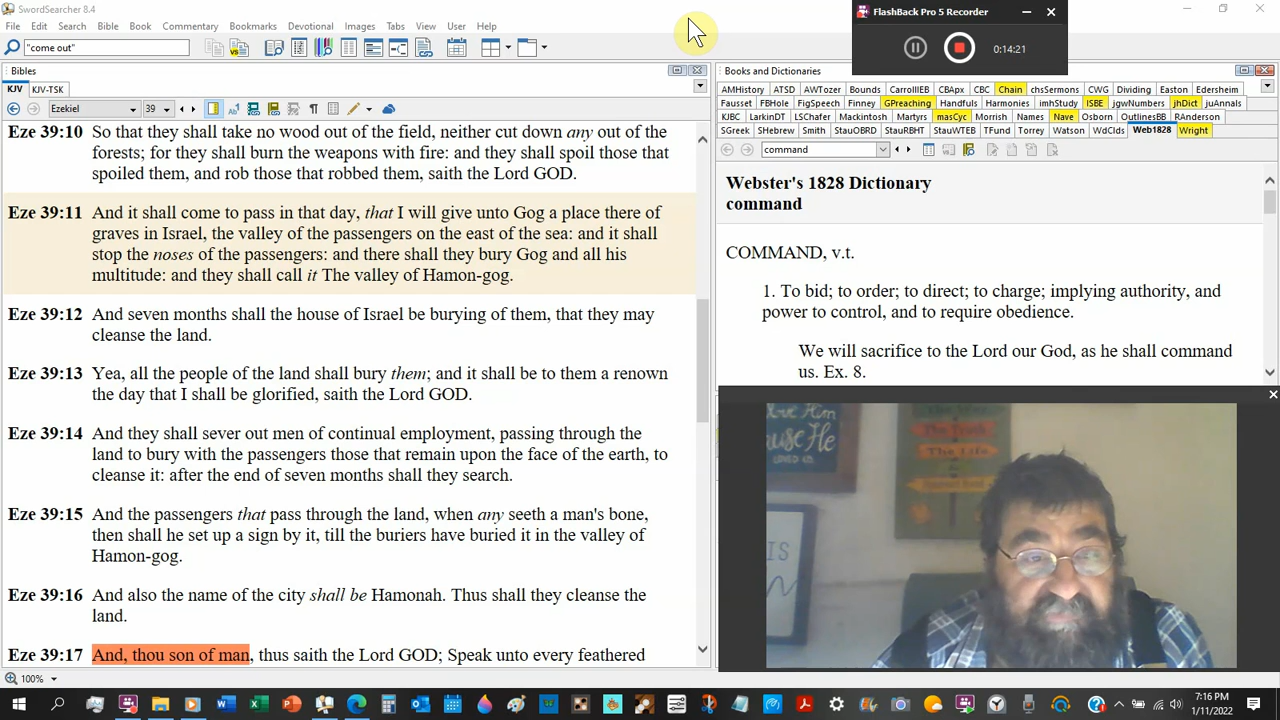 SwordSearcher 8.4
File Edit Search Bible Book Commentary Bookmarks Devotional Images Tabs View User Help
"come out"
FlashBack Pro 5 Recorder
0:14:21
Bibles
KJV KJV-TSK
Ezekiel 39
Eze 39:10 So that they shall take no wood out of the field, neither cut down any out of the
forests; for they shall burn the weapons with fire: and they shall spoil those that
spoiled them, and rob those that robbed them, saith the Lord GOD.
Eze 39:11 And it shall come to pass in that day, that I will give unto Gog a place there of
graves in Israel, the valley of the passengers on the east of the sea: and it shall
stop the noses of the passengers: and there shall they bury Gog and all his
multitude: and they shall call it The valley of Hamon-gog.
Eze 39:12 And seven months shall the house of Israel be burying of them, that they may
cleanse the land.
Eze 39:13 Yea, all the people of the land shall bury them; and it shall be to them a renown
the day that I shall be glorified, saith the Lord GOD.
Eze 39:14 And they shall sever out men of continual employment, passing through the
land to bury with the passengers those that remain upon the face of the earth, to
cleanse it: after the end of seven months shall they search.
Eze 39:15 And the passengers that pass through the land, when any seeth a man's bone,
then shall he set up a sign by it, till the buriers have buried it in the valley of
Hamon-gog.
Eze 39:16 And also the name of the city shall be Hamonah. Thus shall they cleanse the
land.
Eze 39:17 And, thou son of man, thus saith the Lord GOD; Speak unto every feathered
100%
Books and Dictionaries
AMHistory ATSD AWTozer Bounds CarrollEB CBApx CBC Chain chsSermons CWG Dividing Easton Edersheim
Fausset FBHole FigSpeech Finney GPreaching Handfuls Harmonies imhStudy ISBE jgwNumbers jhDict juAnnals
KJBC LarkinDT LSChafer Mackintosh Martyrs masCyc Morrish Names Nave Osborn OutlinesBB RAnderson
SGreek SHebrew Smith StauOBRD StauRBHT StauWTEB TFund Torrey Watson WdClds Web1828 Wright
command
Webster's 1828 Dictionary
command
COMMAND, v.t.
1. To bid; to order; to direct; to charge; implying authority, and
power to control, and to require obedience.
We will sacrifice to the Lord our God, as he shall command
us. Ex. 8.
The Truth
The Life
7:16 PM
1/11/2022